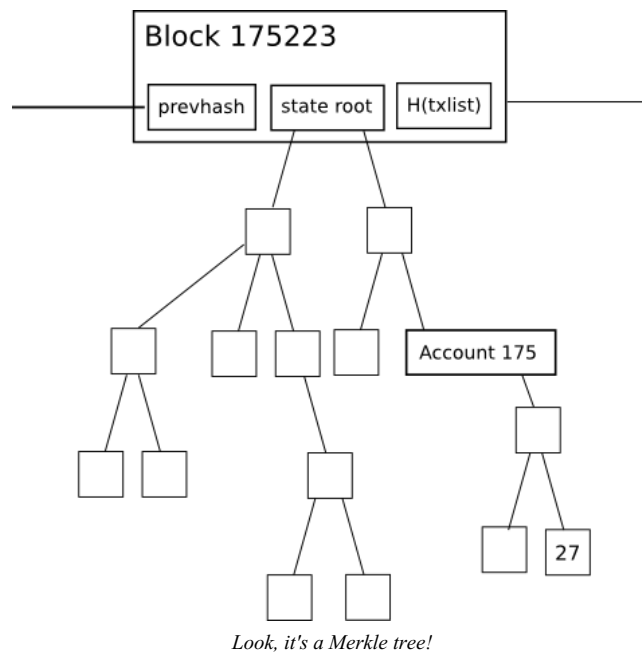 Block 175223
prevhash
state root
H(txlist)
Account 175
27
Look, it's a Merkle tree!